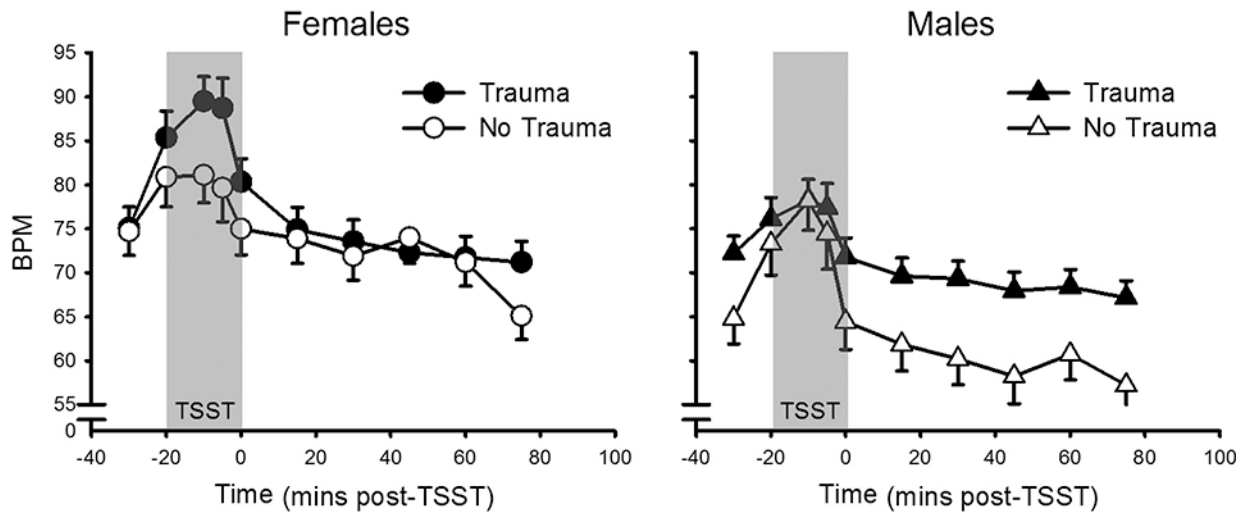 Females
Males
95
90
85
80
75
70
65
60
55
0
BPM
Trauma
No Trauma
TSST
-40 -20 0 20 40 60 80 100
Time (mins post-TSST)
Trauma
No Trauma
TSST
-40 -20 0 20 40 60 80 100
Time (mins post-TSST)